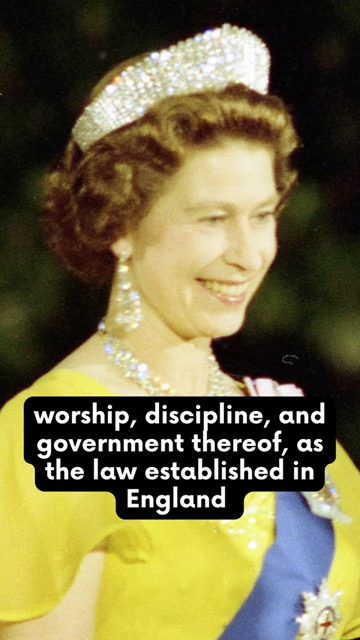 worship, discipline, and
government thereof, as
the law established in
England